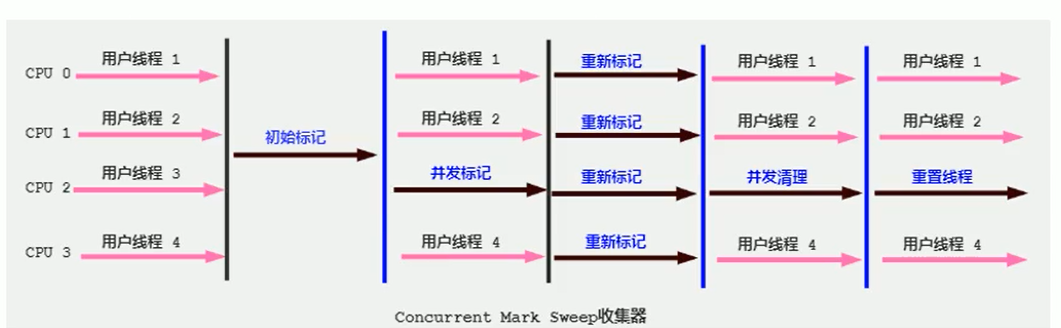 用户线程 1 用户线程 1 重新标记 用户线程 1 用户线程 1
CPU 0
用户线程 2 用户线程 2 重新标记 用户线程 2 用户线程 2
CPU 1
初始标记
用户线程 3 并发标记 重新标记 并发清理 重置线程
CPU 2
用户线程 4 用户线程 4 重新标记 用户线程 4 用户线程 4
CPU 3
Concurrent Mark Sweep收集器